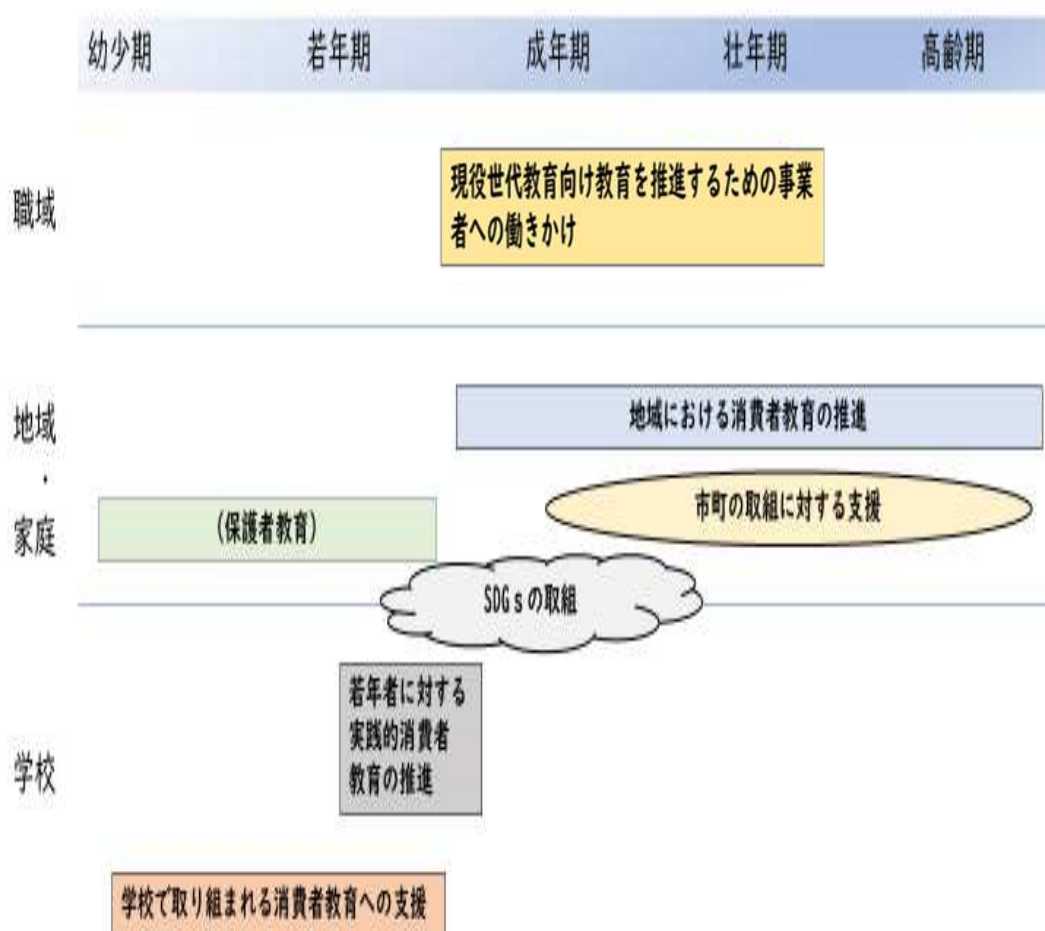 幼少期 若年期 成年期 壮年期 高齢期
職域
現役世代教育向け教育を推進するための事業
者への働きかけ
地域
・
家庭
地域における消費者教育の推進
市町の取組に対する支援
(保護者教育)
SDGsの取組
学校
若年者に対する
実践的消費者
教育の推進
学校で取り組まれる消費者教育への支援